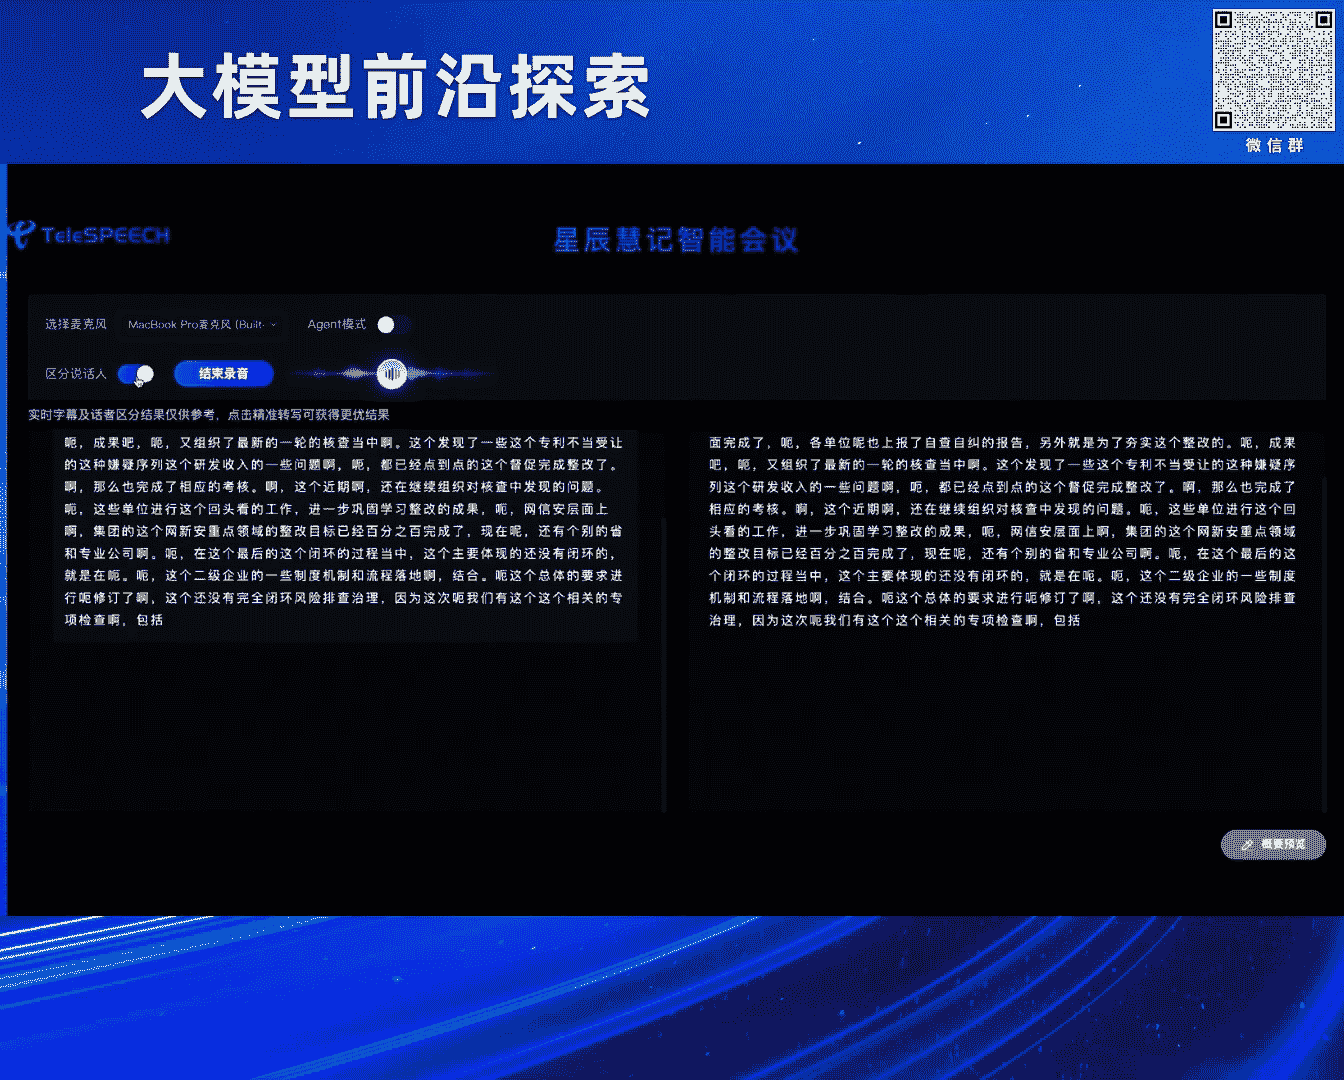 大模型前沿探索
微信群
TeleSPEECH
星辰慧记智能会议
选择麦克风 MacBook Pro麦克风 (Built- Agent模式
区分说话人 结束录音
实时字幕及话者区分结果仅供参考，点击精准转写可获得更优结果
呃，成果吧，呃，又组织了最新的一轮的核查当中啊。这个发现了一些这个专利不当受让
的这种嫌疑序列这个研发收入的一些问题啊，呃，都已经点到点的这个督促完成整改了。
啊，那么也完成了相应的考核。啊，这个近期啊，还在继续组织对核查中发现的问题。
呃，这些单位进行这个回头看的工作，进一步巩固学习整改的成果，呃，网信安层面上
啊，集团的这个网新安重点领域的整改目标已经百分之百完成了，现在呢，还有个别的省
和专业公司啊。呃，在这个最后的这个闭环的过程当中，这个主要体现的还没有闭环的，
就是在呃。呃，这个二级企业的一些制度机制和流程落地啊，结合。呃这个总体的要求进
行呃修订了啊，这个还没有完全闭环风险排查治理，因为这次呃我们有这个这个相关的专
项检查啊，包括
面完成了，呃，各单位呢也上报了自查自纠的报告，另外就是为了夯实这个整改的。呃，成果
吧，呃，又组织了最新的一轮的核查当中啊。这个发现了一些这个专利不当受让的这种嫌疑序
列这个研发收入的一些问题啊，呃，都已经点到点的这个督促完成整改了。啊，那么也完成了
相应的考核。啊，这个近期啊，还在继续组织对核查中发现的问题。呃，这些单位进行这个回
头看的工作，进一步巩固学习整改的成果，呃，网信安层面上啊，集团的这个网新安重点领域
的整改目标已经百分之百完成了，现在呢，还有个别的省和专业公司啊。呃，在这个最后的这
个闭环的过程当中，这个主要体现的还没有闭环的，就是在呃。呃，这个二级企业的一些制度
机制和流程落地啊，结合。呃这个总体的要求进行呃修订了啊，这个还没有完全闭环风险排查
治理，因为这次呃我们有这个这个相关的专项检查啊，包括
概要预览